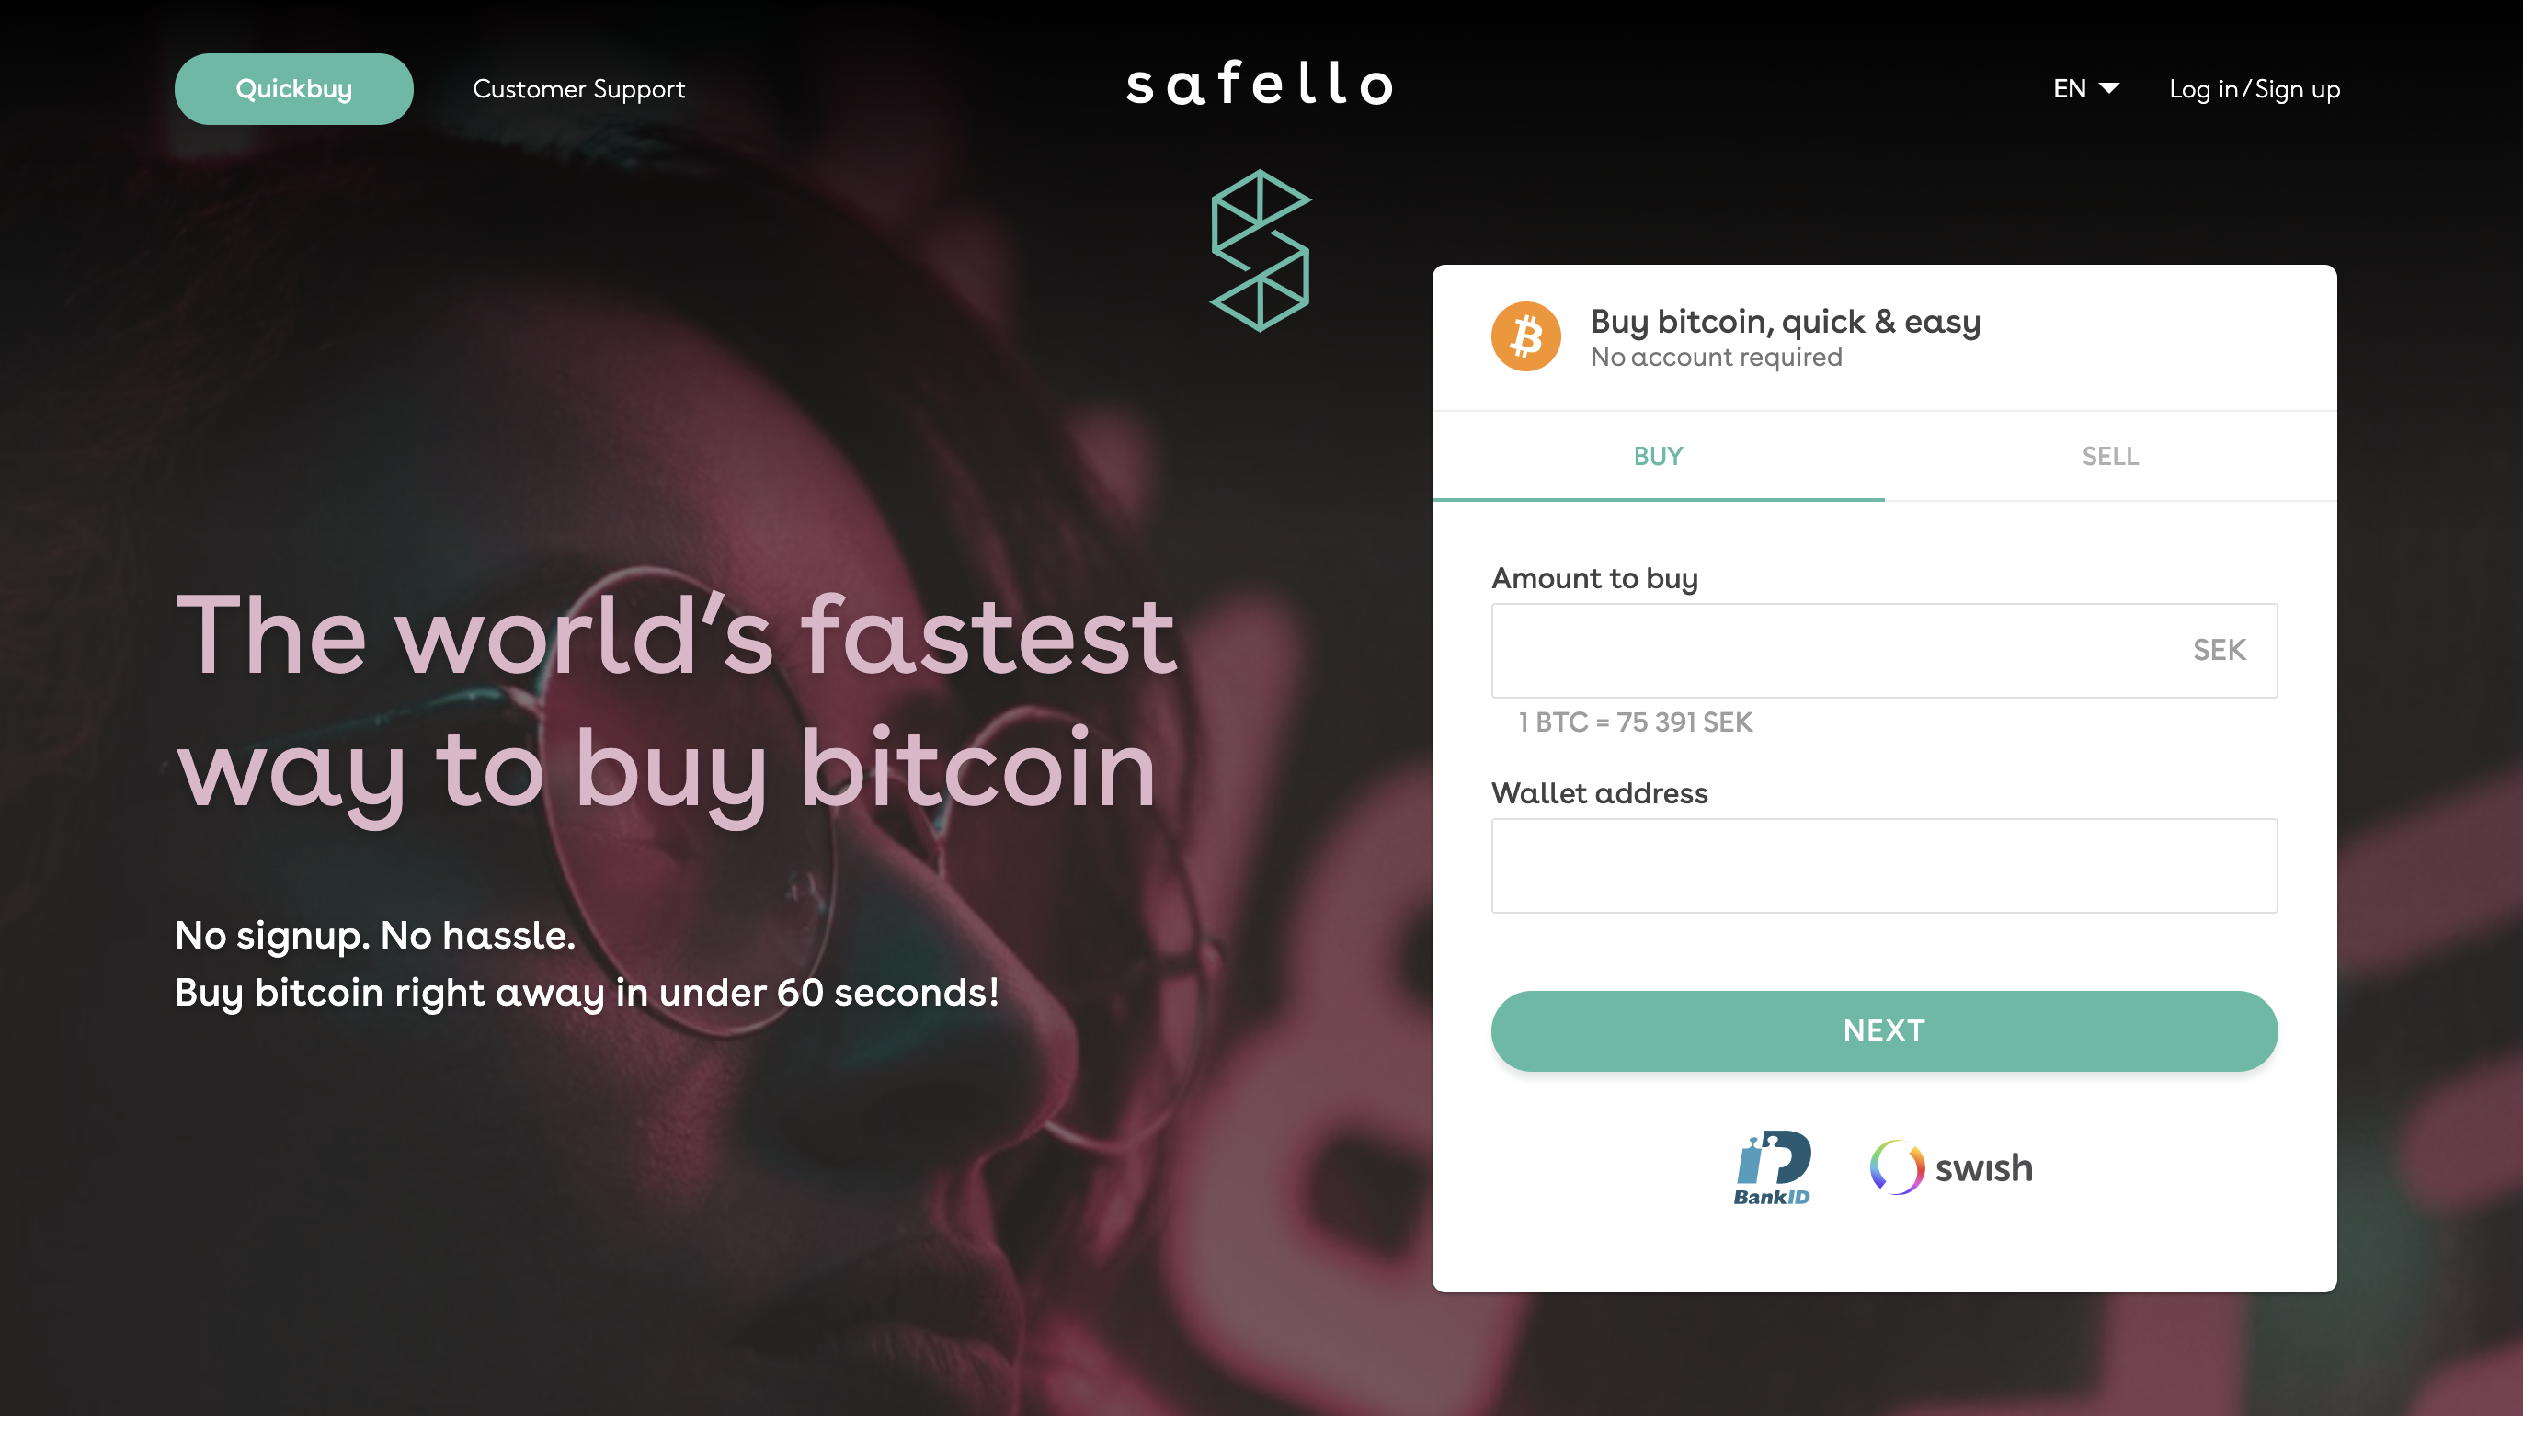 Quickbuy
Customer Support
safello
EN
Log in/Sign up
Buy bitcoin, quick & easy
No account required
BUY
SELL
The world's fastest
way to buy bitcoin
No signup. No hassle.
Buy bitcoin right away in under 60 seconds!
Amount to buy
SEK
1 BTC = 75 391 SEK
Wallet address
NEXT
BankID
swish